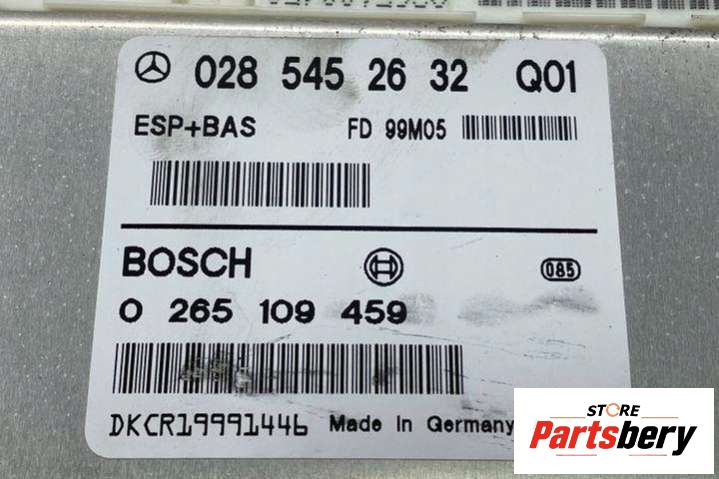 028 545 26 32 Q01
ESP+BAS FD 99M05
BOSCH 085
0 265 109 459
DKCR19991446 Made In Germany
STORE
Partsbery